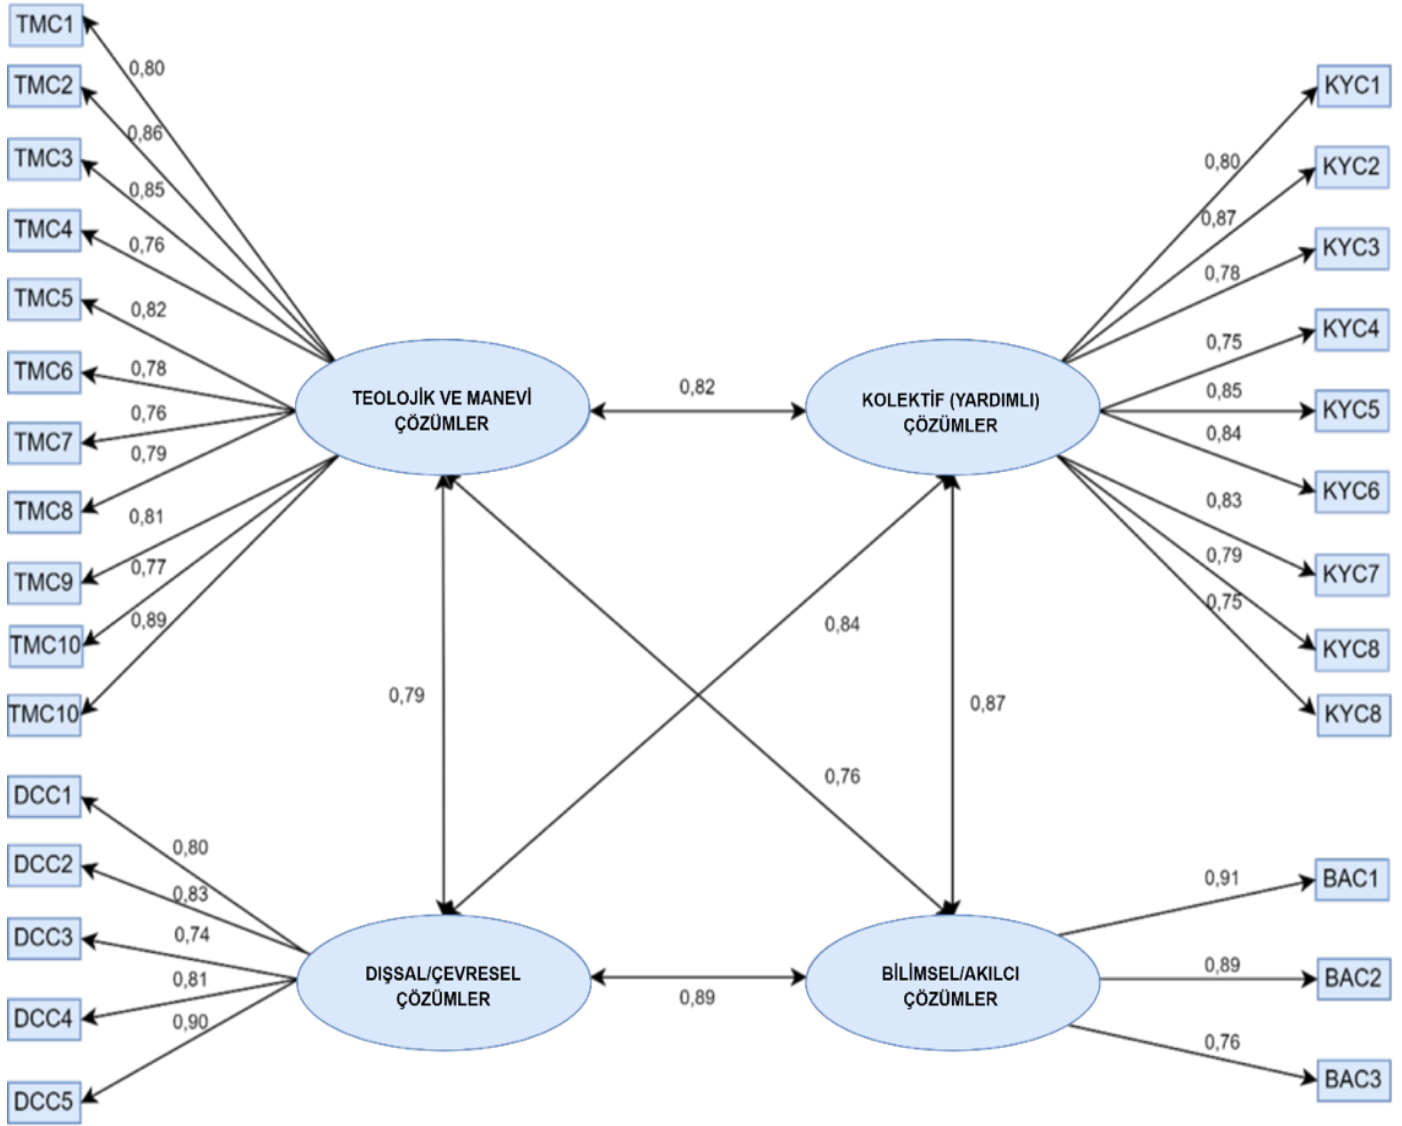 TMC1
0,80
TMC2
0,86
TMC3
0,85
TMC4
0,76
TMC5
0,82
TMC6
0,78
TMC7
0,76
0,79
TMC8
0,81
TMC9
0,77
TMC10
0,89
TMC10
TEOLOJİK VE MANEVİ
ÇÖZÜMLER
0,82
KOLEKTİF (YARDIMLI)
ÇÖZÜMLER
KYC1
0,80
KYC2
0,87
KYC3
0,78
KYC4
0,75
KYC5
0,85
0,84
KYC6
0,83
KYC7
0,79
0,75
KYC8
KYC8
0,84
0,79
0,87
0,76
DCC1
0,80
DCC2
0,83
DCC3
0,74
0,81
DCC4
0,90
DCC5
DIŞSAL/ÇEVRESEL
ÇÖZÜMLER
0,89
BİLİMSEL/AKILCI
ÇÖZÜMLER
0,91
BAC1
0,89
BAC2
0,76
BAC3